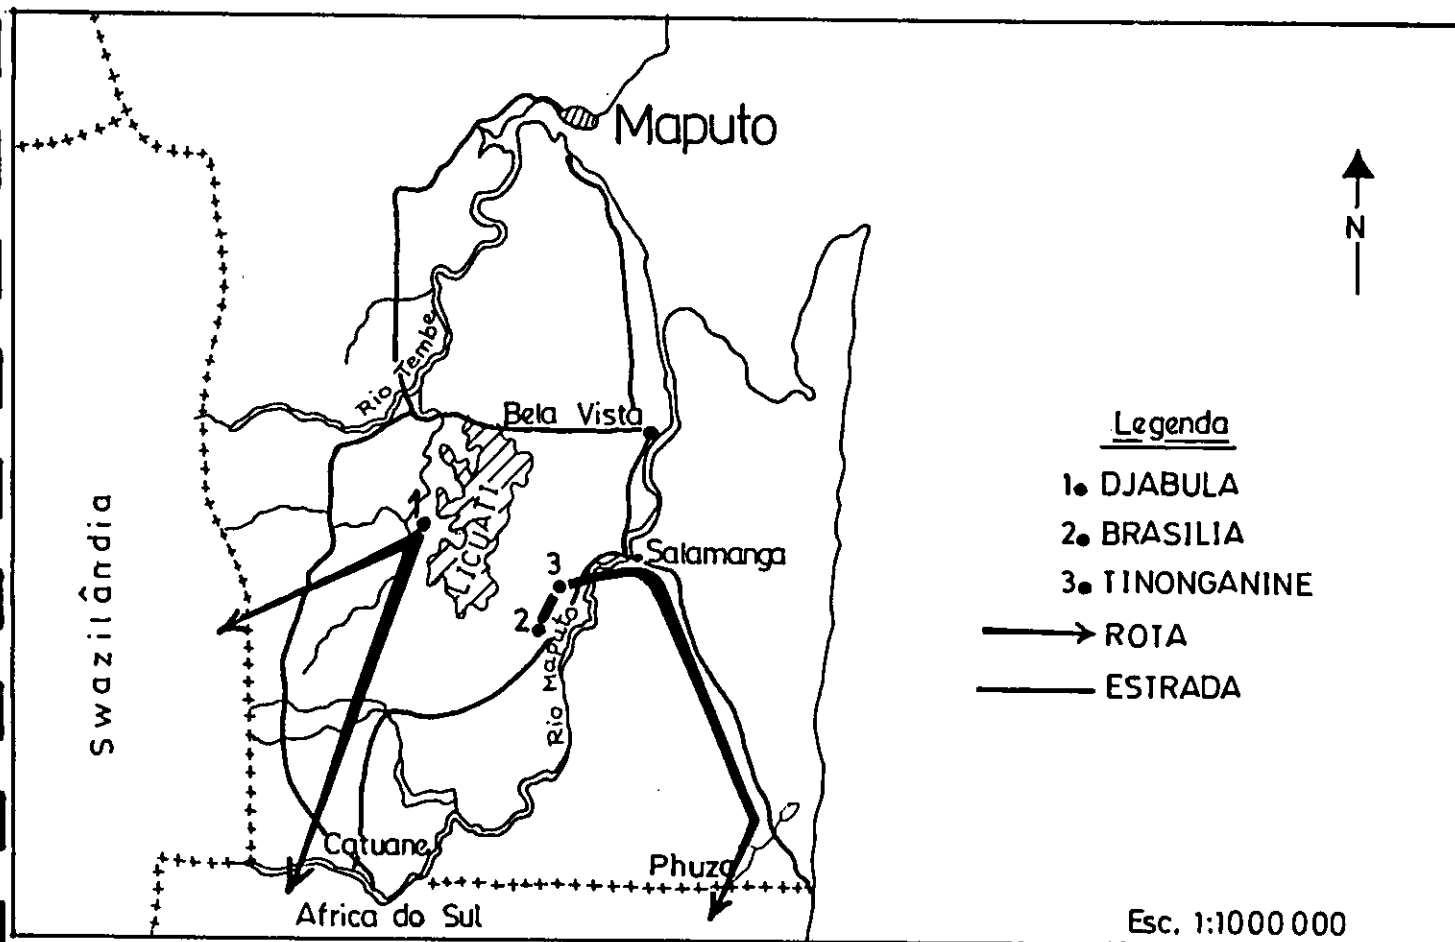 Maputo
N
Rio Tembe
Bela Vista
Legenda
1. DJABULA
2. BRASILIA
3. TINONGANINE
ROTA
ESTRADA
Swazilândia
1
LICUATI
Salamanga
3
2
Rio Maputo
Catuane
Phuza
Africa do Sul
Esc. 1:1000 000